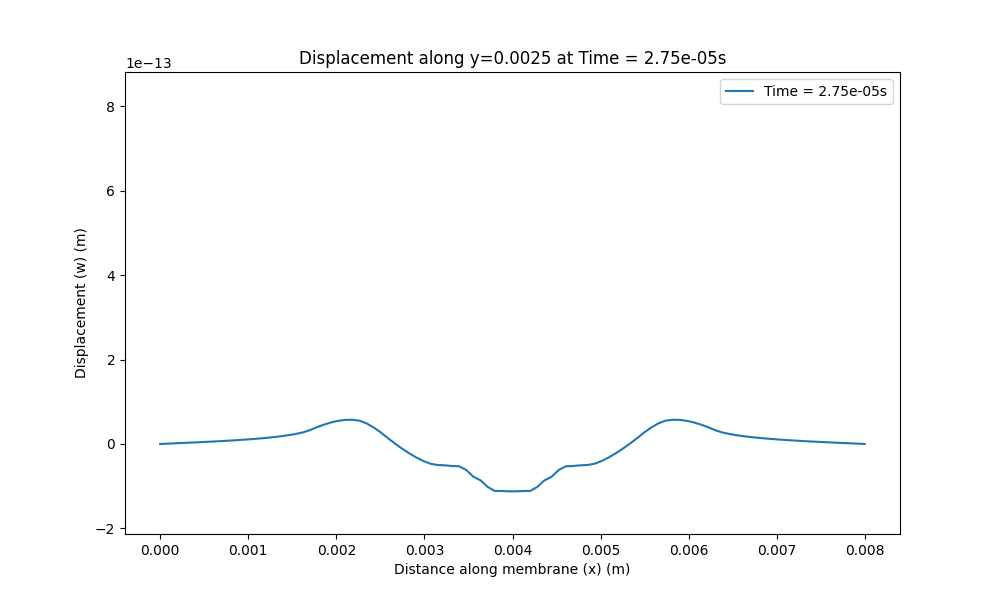 Displacement along y=0.0025 at Time = 2.75e-05s
1e−13
Time = 2.75e-05s
8
6
4
2
0
−2
Displacement (w) (m)
0.000 0.001 0.002 0.003 0.004 0.005 0.006 0.007 0.008
Distance along membrane (x) (m)